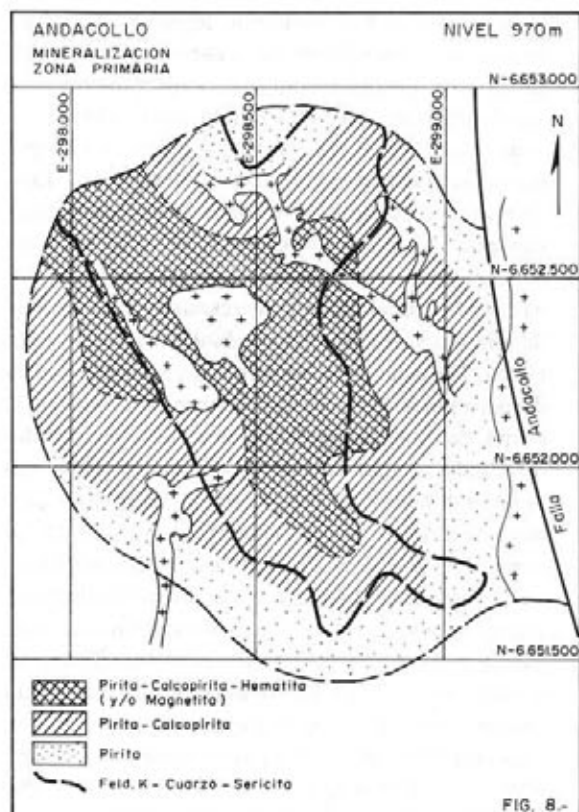 ANDACOLLO
NIVEL 970m
MINERALIZACION
ZONA PRIMARIA
N-6.653.000
E-298.000
E-298.500
E-299.000
N
N-6.652.500
Andacollo
Falla
N-6.652.000
N-6.651.500
Pirita-Calcopirita-Hematita
(y/o Magnetita)
Pirita-Calcopirita
Pirita
Feld. K - Cuarzo - Sericita
FIG. 8.-